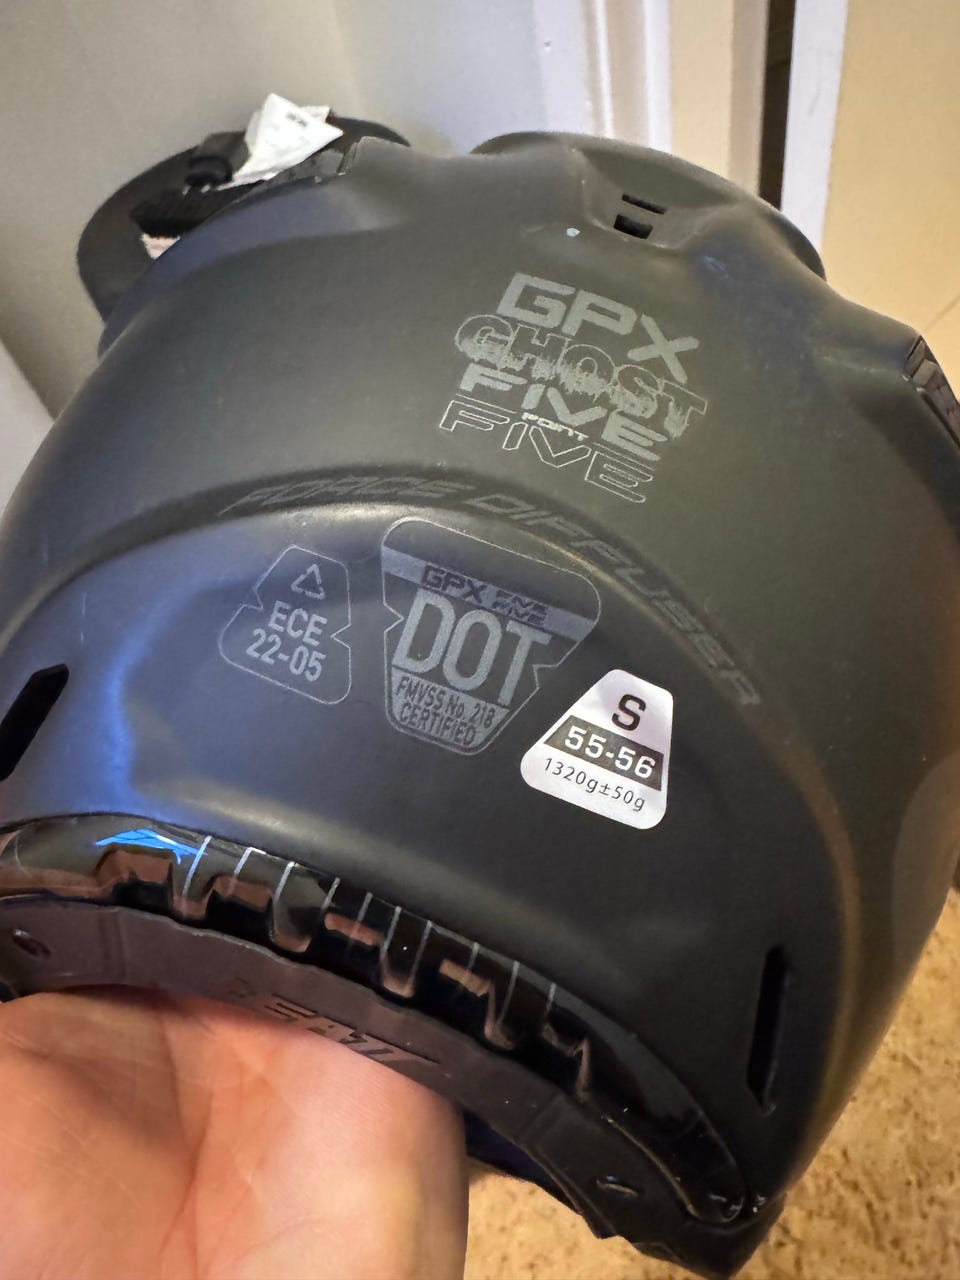 GPX
GHOST
FIVE
POINT
FIVE
FORCE DIFFUSER
ECE
22-05
GPX FIVE
FIVE
DOT
FMVSS No. 218
CERTIFIED
S
55-56
1320g±50g